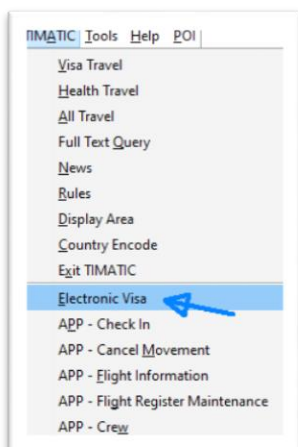 TIMATIC Tools Help POI
Visa Travel
Health Travel
All Travel
Full Text Query
News
Rules
Display Area
Country Encode
Exit TIMATIC
Electronic Visa
APP - Check In
APP - Cancel Movement
APP - Flight Information
APP - Flight Register Maintenance
APP - Crew